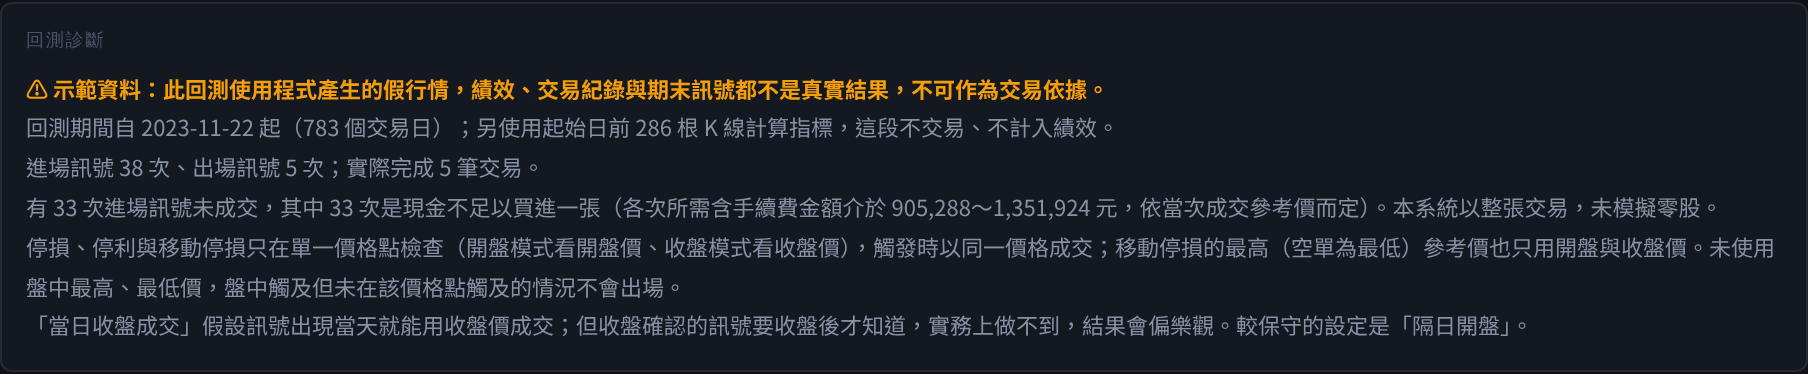 回測診斷
⚠ 示範資料：此回測使用程式產生的假行情，績效、交易紀錄與期末訊號都不是真實結果，不可作為交易依據。
回測期間自 2023-11-22 起（783 個交易日）；另使用起始日前 286 根 K 線計算指標，這段不交易、不計入績效。
進場訊號 38 次、出場訊號 5 次；實際完成 5 筆交易。
有 33 次進場訊號未成交，其中 33 次是現金不足以買進一張（各次所需含手續費金額介於 905,288～1,351,924 元，依當次成交參考價而定）。本系統以整張交易，未模擬零股。
停損、停利與移動停損只在單一價格點檢查（開盤模式看開盤價、收盤模式看收盤價），觸發時以同一價格成交；移動停損的最高（空單為最低）參考價也只用開盤與收盤價。未使用
盤中最高、最低價，盤中觸及但未在該價格點觸及的情況不會出場。
「當日收盤成交」假設訊號出現當天就能用收盤價成交；但收盤確認的訊號要收盤後才知道，實務上做不到，結果會偏樂觀。較保守的設定是「隔日開盤」。